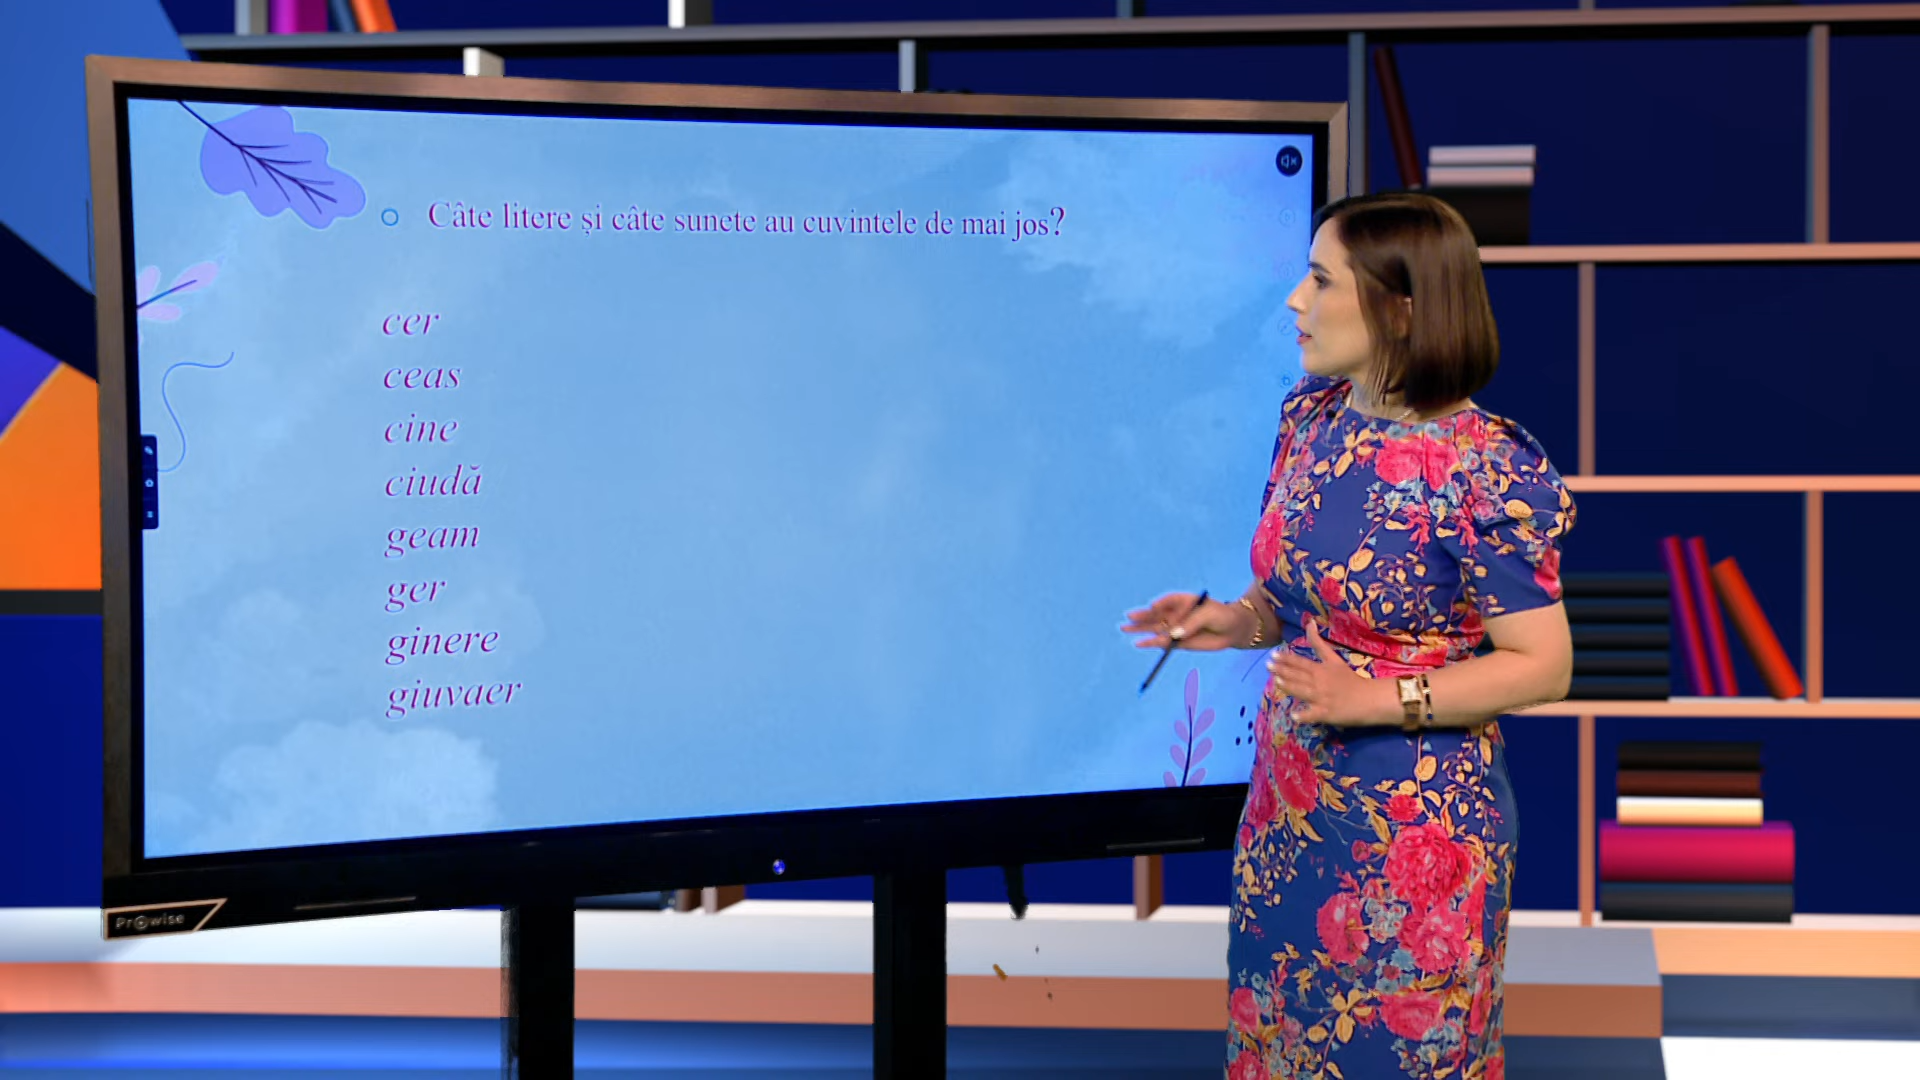 Câte litere și câte sunete au cuvintele de mai jos?
cer
ceas
cine
ciudă
geam
ger
ginere
giuvaer
Prowise